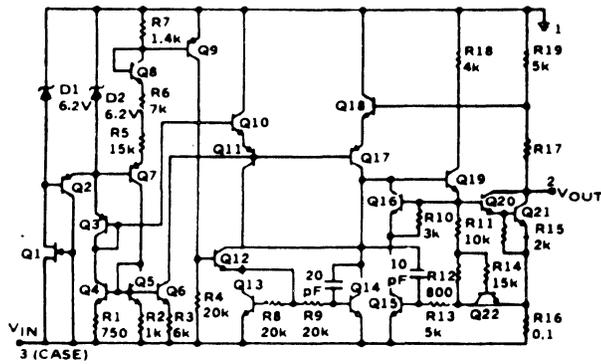 R7
1.4k
Q9
1
R18
4k
R19
5k
Q8
D1
6.2V
D2
6.2V
R6
7k
R5
15k
Q10
Q18
Q11
R17
Q2
Q7
Q17
Q19
2
VOUT
Q16
Q20
Q21
Q3
R10
3k
R11
10k
R15
2k
Q1
Q12
Q4
Q5
Q6
Q13
20
pF
Q14
10
pF
Q15
R12
800
R14
15k
R4
20k
R8
20k
R9
20k
R13
5k
Q22
R16
0.1
VIN
3 (CASE)
R1
750
R2
1k
R3
6k